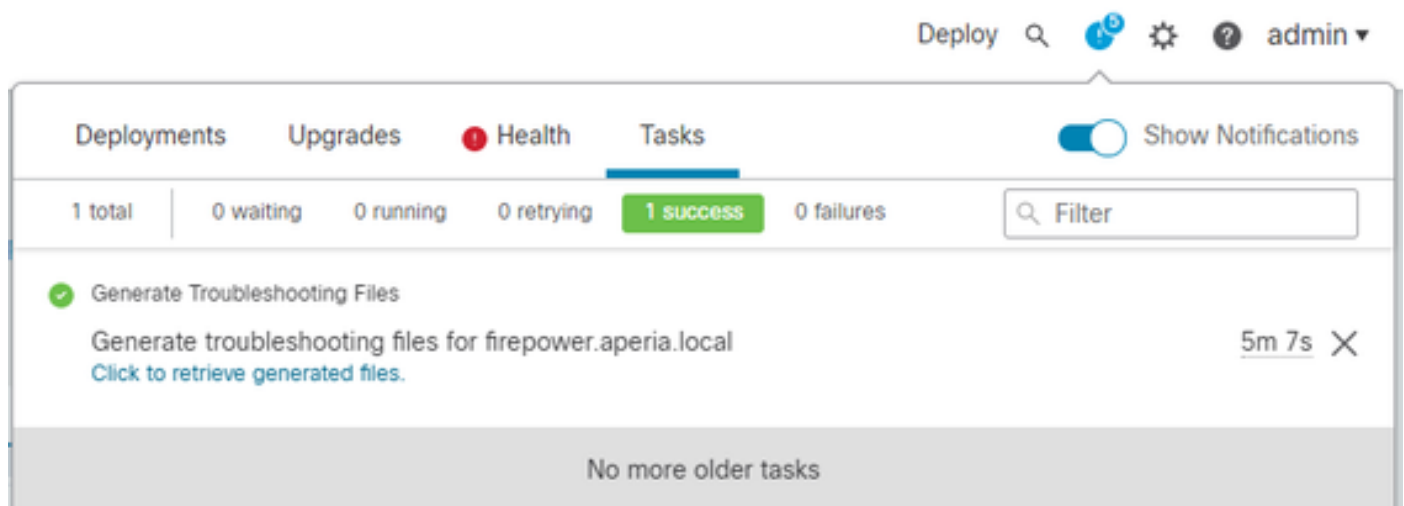 Deploy 5 admin
Deployments Upgrades Health Tasks Show Notifications
1 total 0 waiting 0 running 0 retrying 1 success 0 failures Filter
Generate Troubleshooting Files
Generate troubleshooting files for firepower.aperia.local 5m 7s
Click to retrieve generated files.
No more older tasks